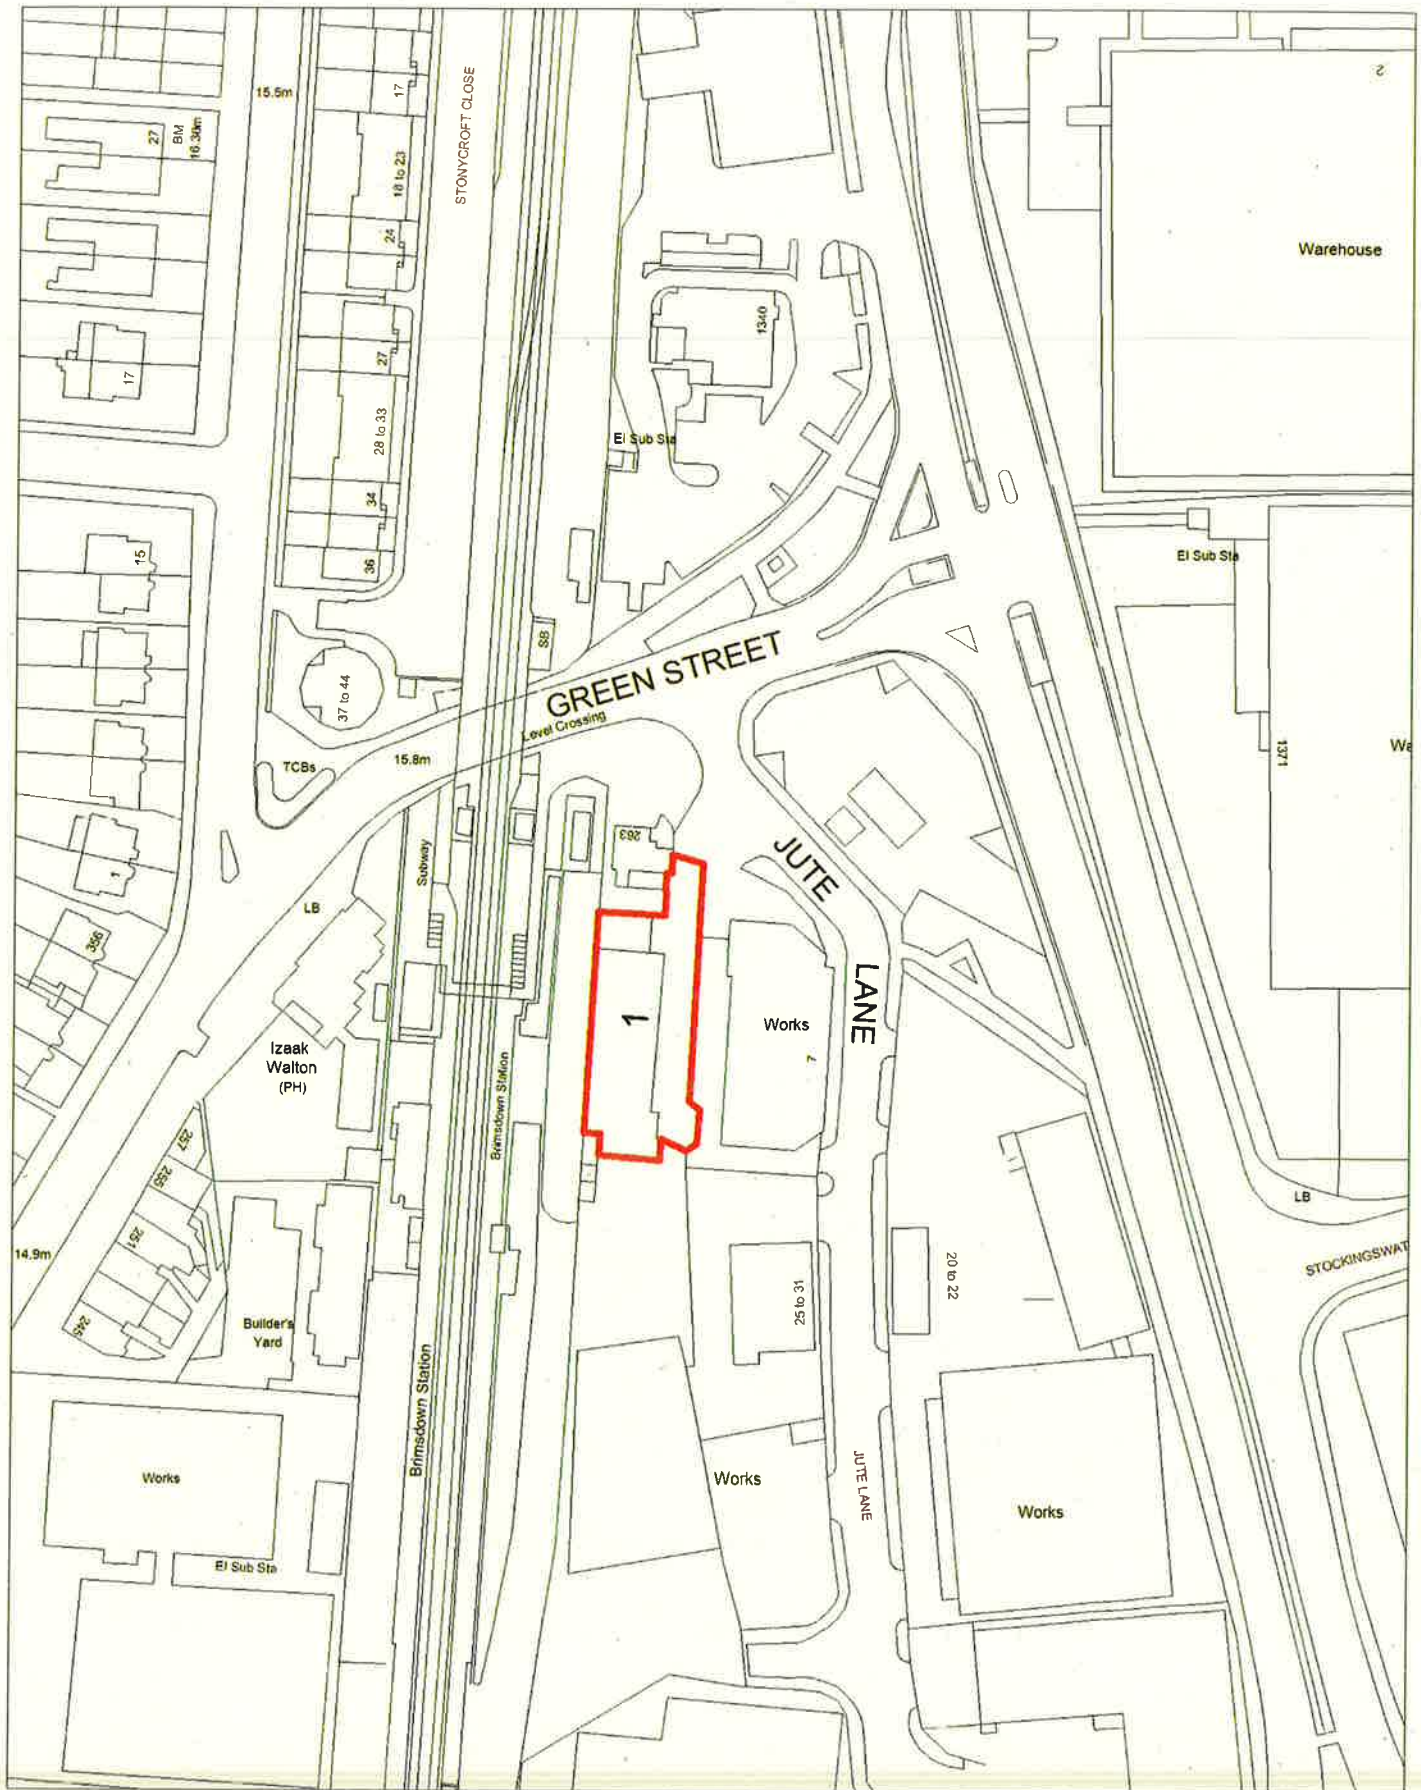 2
15.5m
17
STONYCROFT CLOSE
27
BM
16.36m
18 to 23
24
Warehouse
1340
27
17
28 to 33
El Sub Sta
34
15
36
El Sub Sta
SB
GREEN STREET
Level Crossing
37 to 44
15.8m
TCBs
1371
263
JUTE
LANE
Subway
1
LB
356
1
Works
7
Izaak
Walton
(PH)
Brimsdown Station
257
255
251
245
14.9m
LB
STOCKINGSWAT
20 to 22
25 to 31
Builder's
Yard
Brimsdown Station
Works
Works
JUTE LANE
Works
El Sub Sta